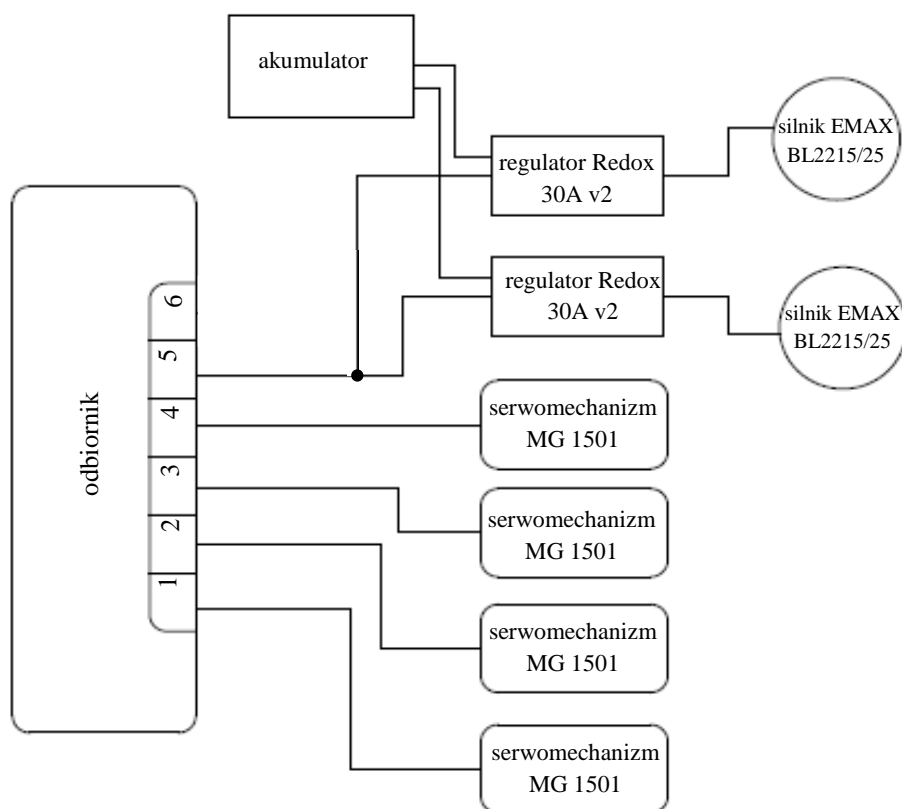 akumulator
regulator Redox
30A v2
silnik EMAX
BL2215/25
regulator Redox
30A v2
silnik EMAX
BL2215/25
odbiornik
6
5
4
3
2
1
serwomechanizm
MG 1501
serwomechanizm
MG 1501
serwomechanizm
MG 1501
serwomechanizm
MG 1501